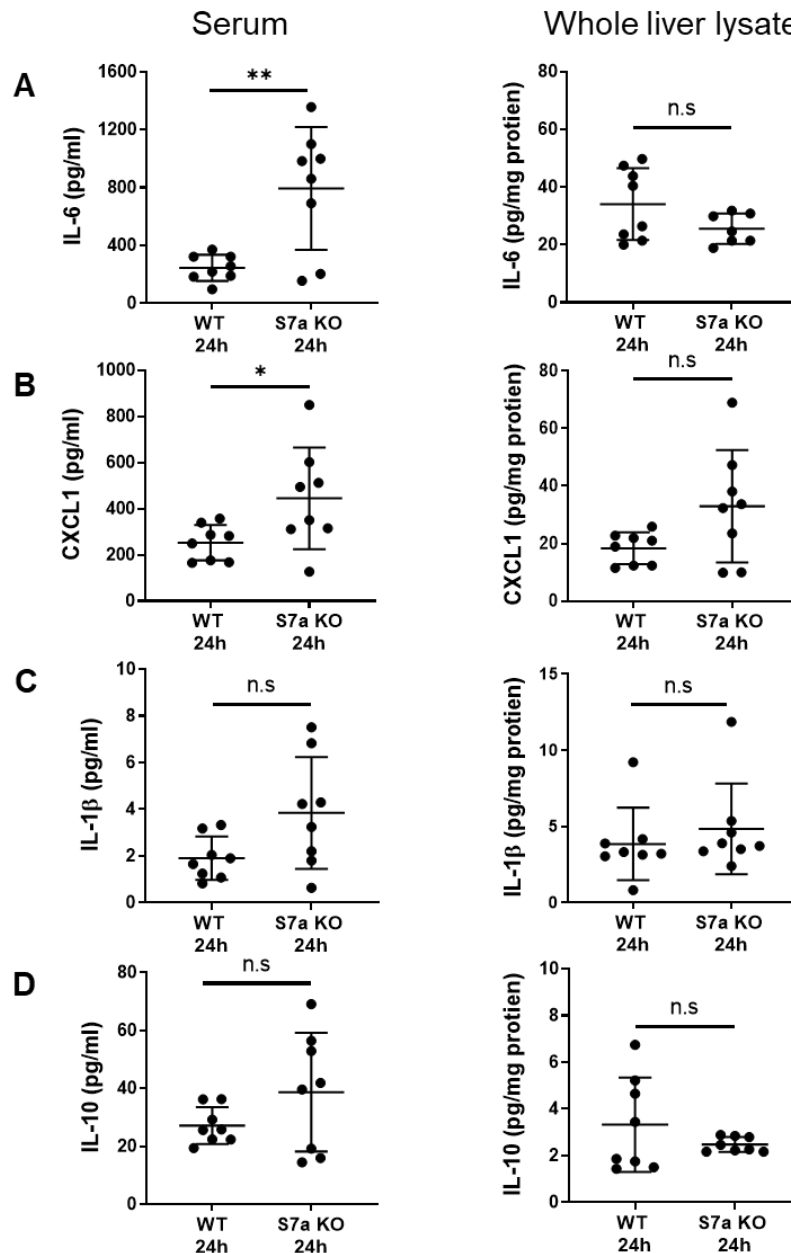 Serum
Whole liver lysate
A
1600
1200
800
400
0
IL-6 (pg/ml)
**
WT
24h
S7a KO
24h
80
60
40
20
0
IL-6 (pg/mg protien)
n.s
WT
24h
S7a KO
24h
B
1000
800
600
400
200
0
CXCL1 (pg/ml)
*
WT
24h
S7a KO
24h
80
60
40
20
0
CXCL1 (pg/mg protien)
n.s
WT
24h
S7a KO
24h
C
10
8
6
4
2
0
IL-1β (pg/ml)
n.s
WT
24h
S7a KO
24h
15
10
5
0
IL-1β (pg/mg protien)
n.s
WT
24h
S7a KO
24h
D
80
60
40
20
0
IL-10 (pg/ml)
n.s
WT
24h
S7a KO
24h
10
8
6
4
2
0
IL-10 (pg/mg protien)
n.s
WT
24h
S7a KO
24h